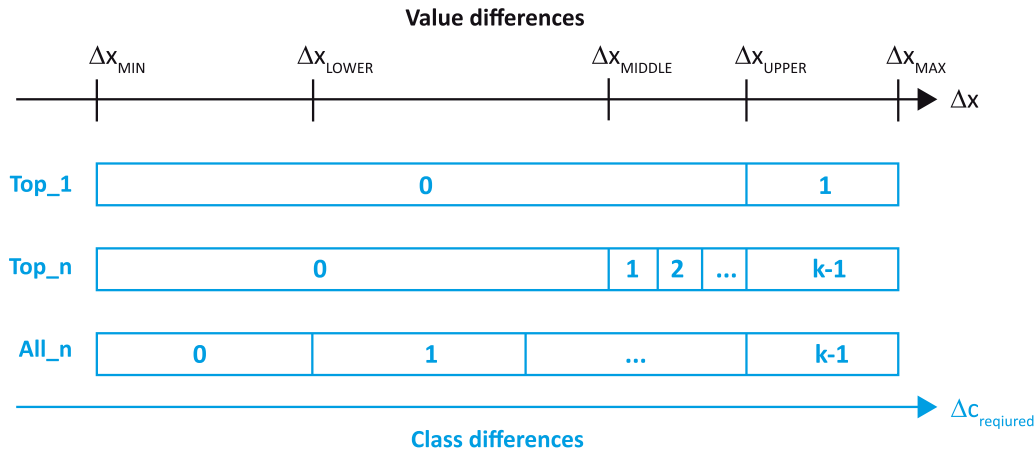 Value differences
Δx_MIN Δx_LOWER Δx_MIDDLE Δx_UPPER Δx_MAX
Δx
Top_1 0 1
Top_n 0 1 2 ... k-1
All_n 0 1 ... k-1
Δc_reqiured
Class differences